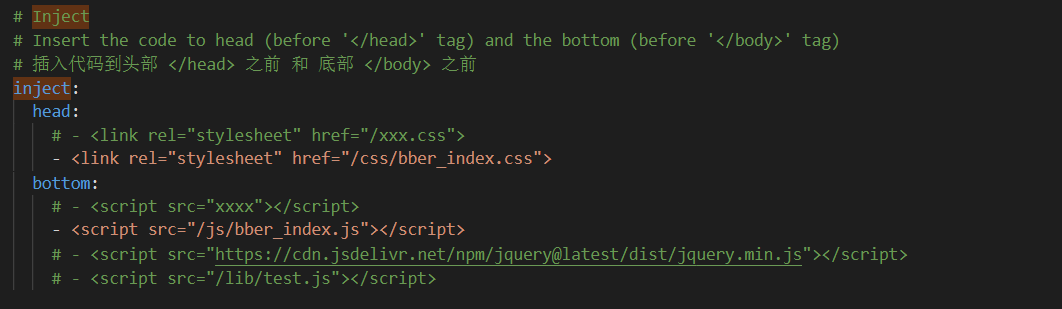 # Inject
# Insert the code to head (before '</head>' tag) and the bottom (before '</body>' tag)
# 插入代码到头部 </head> 之前 和 底部 </body> 之前
inject:
  head:
    # - <link rel="stylesheet" href="/xxx.css">
    - <link rel="stylesheet" href="/css/bber_index.css">
  bottom:
    # - <script src="xxxx"></script>
    - <script src="/js/bber_index.js"></script>
    # - <script src="https://cdn.jsdelivr.net/npm/jquery@latest/dist/jquery.min.js"></script>
    # - <script src="/lib/test.js"></script>